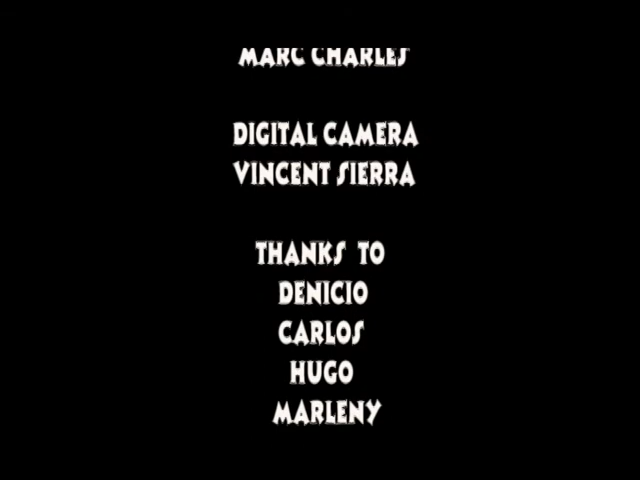 MARC CHARLES
DIGITAL CAMERA
VINCENT SIERRA
THANKS TO
DENICIO
CARLOS
HUGO
MARLENY